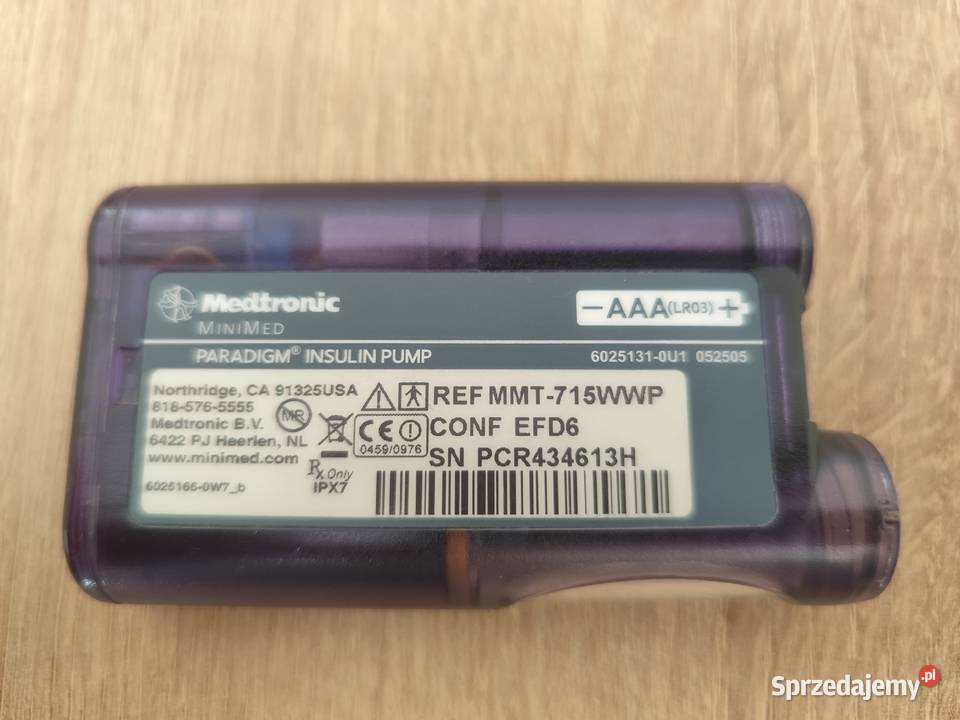 Medtronic
MINIMED
−AAA(LR03)+
PARADIGM® INSULIN PUMP
6025131-0U1 052505
Northridge, CA 91325USA
818-576-5555
Medtronic B.V.
6422 PJ Heerlen, NL
www.minimed.com
6025166-0W7_b
MR
CE
0459/0976
Rx Only
IPX7
REF MMT-715WWP
CONF EFD6
SN PCR434613H
Sprzedajemy.pl